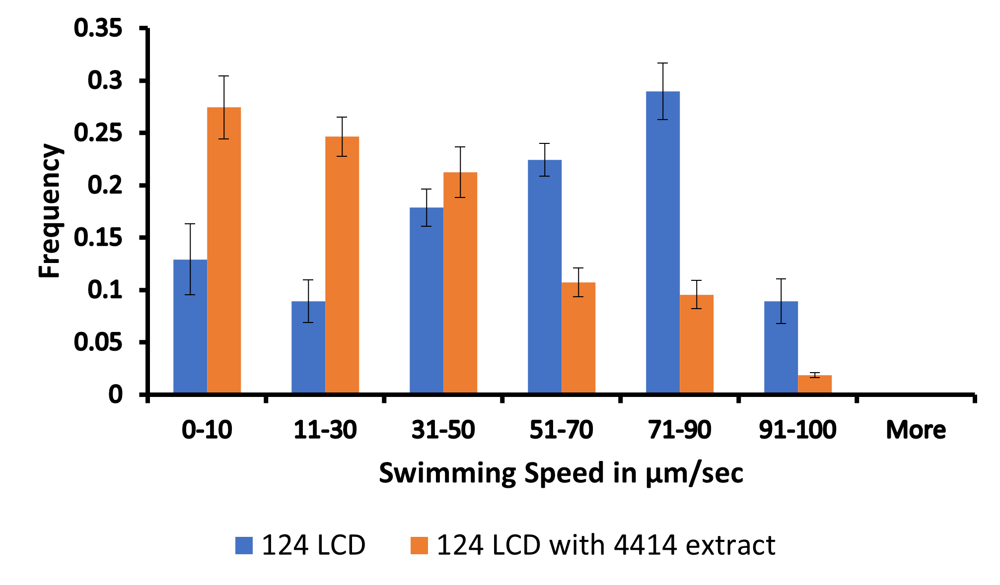 0.35
0.3
0.25
0.2
0.15
0.1
0.05
0
Frequency
0-10 11-30 31-50 51-70 71-90 91-100 More
Swimming Speed in µm/sec
124 LCD 124 LCD with 4414 extract